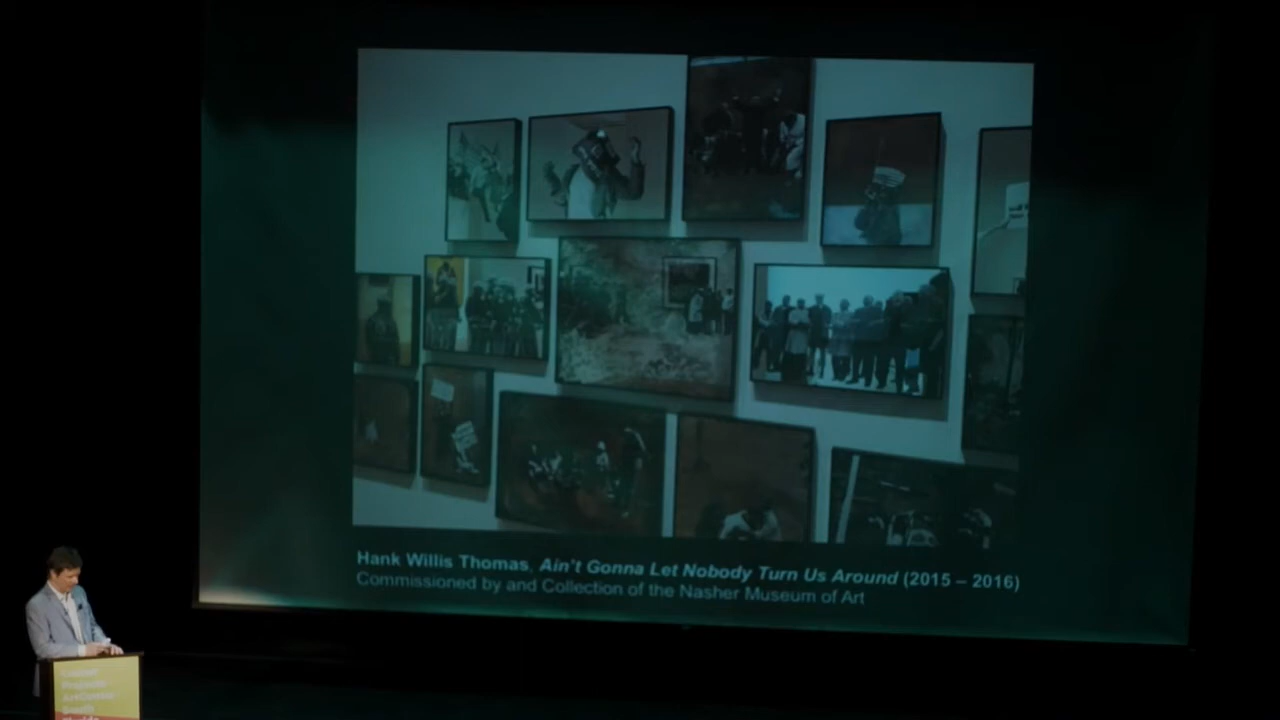 Hank Willis Thomas, Ain't Gonna Let Nobody Turn Us Around (2015 – 2016)
Commissioned by and Collection of the Nasher Museum of Art
Projects